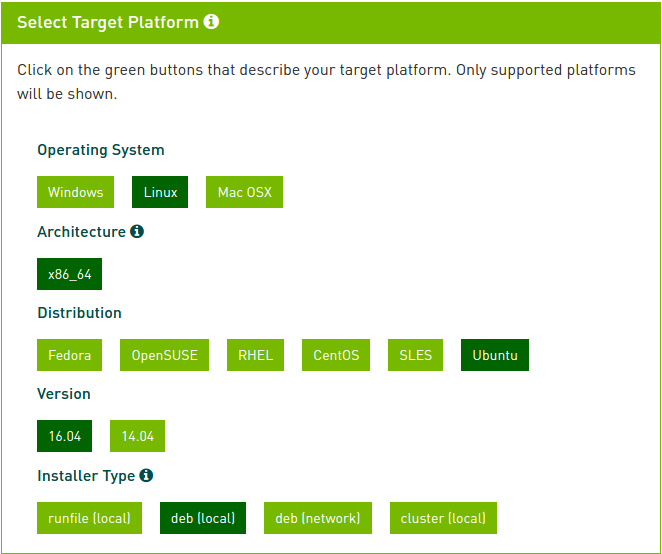 Select Target Platform
Click on the green buttons that describe your target platform. Only supported platforms
will be shown.
Operating System
Windows Linux Mac OSX
Architecture
x86_64
Distribution
Fedora OpenSUSE RHEL CentOS SLES Ubuntu
Version
16.04 14.04
Installer Type
runfile (local) deb (local) deb (network) cluster (local)